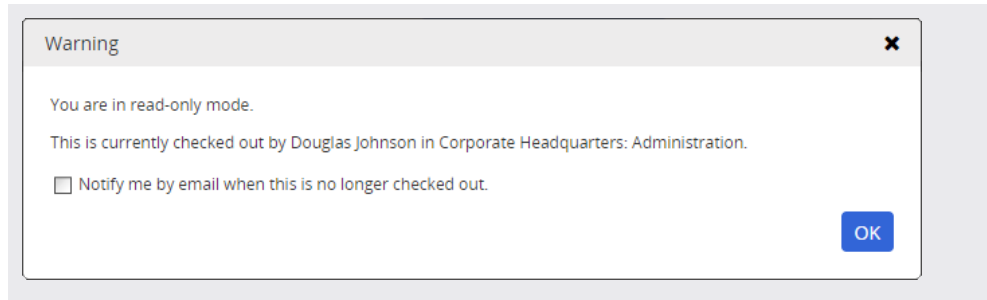 Warning
You are in read-only mode.
This is currently checked out by Douglas Johnson in Corporate Headquarters: Administration.
Notify me by email when this is no longer checked out.
OK